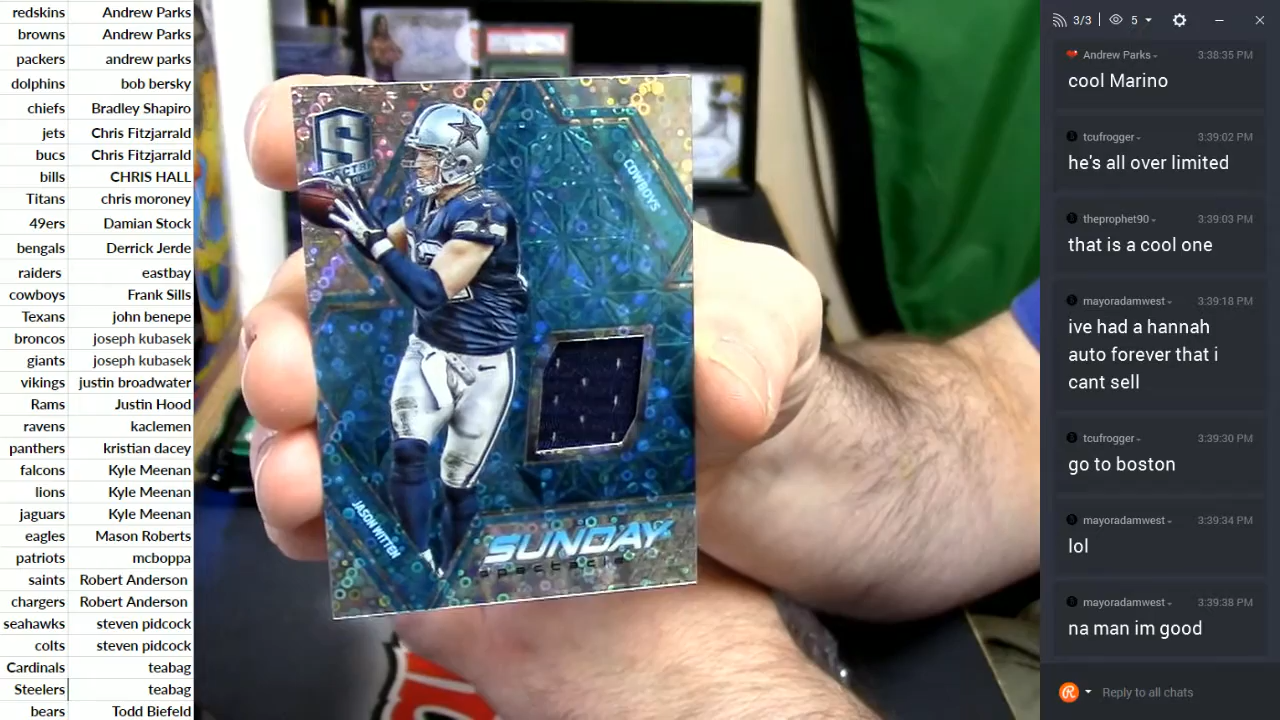 redskins Andrew Parks
browns Andrew Parks
packers andrew parks
dolphins bob bersky
chiefs Bradley Shapiro
jets Chris Fitzjarrald
bucs Chris Fitzjarrald
bills CHRIS HALL
Titans chris moroney
49ers Damian Stock
bengals Derrick Jerde
raiders eastbay
cowboys Frank Sills
Texans john benepe
broncos joseph kubasek
giants joseph kubasek
vikings justin broadwater
Rams Justin Hood
ravens kaclemen
panthers kristian dacey
falcons Kyle Meenan
lions Kyle Meenan
jaguars Kyle Meenan
eagles Mason Roberts
patriots mcboppa
saints Robert Anderson
chargers Robert Anderson
seahawks steven pidcock
colts steven pidcock
Cardinals teabag
Steelers teabag
bears Todd Biefeld
S
SPECTRA
COWBOYS
JASON WITTEN
SUNDAY
spectacle
3/3 5
Andrew Parks 3:38:35 PM
cool Marino
tcufrogger 3:39:02 PM
he's all over limited
theprophet90 3:39:03 PM
that is a cool one
mayoradamwest 3:39:18 PM
ive had a hannah
auto forever that i
cant sell
tcufrogger 3:39:30 PM
go to boston
mayoradamwest 3:39:34 PM
lol
mayoradamwest 3:39:38 PM
na man im good
Reply to all chats